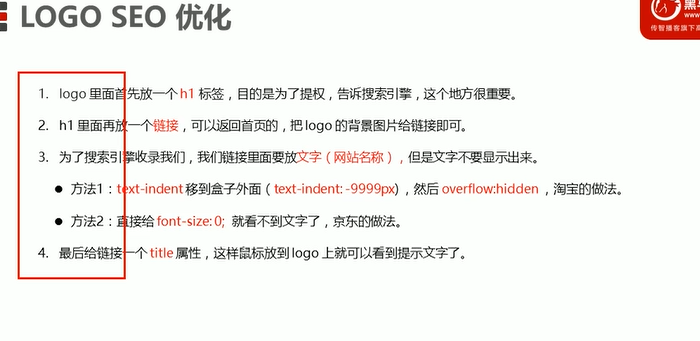 LOGO SEO 优化
1. logo 里面首先放一个 h1 标签，目的是为了提权，告诉搜索引擎，这个地方很重要。
2. h1 里面再放一个链接，可以返回首页的，把 logo 的背景图片给链接即可。
3. 为了搜索引擎收录我们，我们链接里面要放文字（网站名称），但是文字不要显示出来。
● 方法1：text-indent 移到盒子外面（text-indent: -9999px），然后 overflow:hidden ，淘宝的做法。
● 方法2：直接给 font-size: 0; 就看不到文字了，京东的做法。
4. 最后给链接一个 title 属性，这样鼠标放到 logo 上就可以看到提示文字了。
传智播客旗下